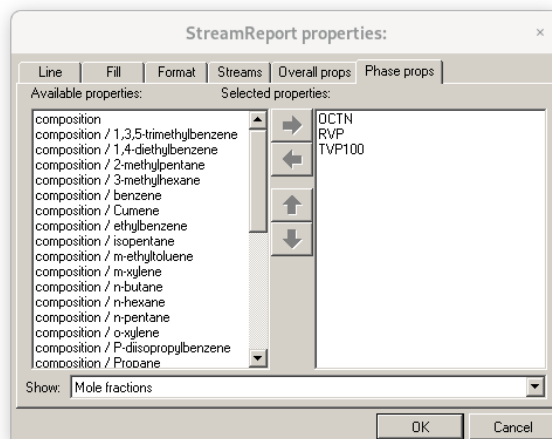 StreamReport properties:
×
Line Fill Format Streams Overall props Phase props
Available properties: Selected properties:
composition
composition / 1,3,5-trimethylbenzene
composition / 1,4-diethylbenzene
composition / 2-methylpentane
composition / 3-methylhexane
composition / benzene
composition / Cumene
composition / ethylbenzene
composition / isopentane
composition / m-ethyltoluene
composition / m-xylene
composition / n-butane
composition / n-hexane
composition / n-pentane
composition / o-xylene
composition / P-diisopropylbenzene
composition / Propane
OCTN
RVP
TVP100
Show: Mole fractions
OK Cancel